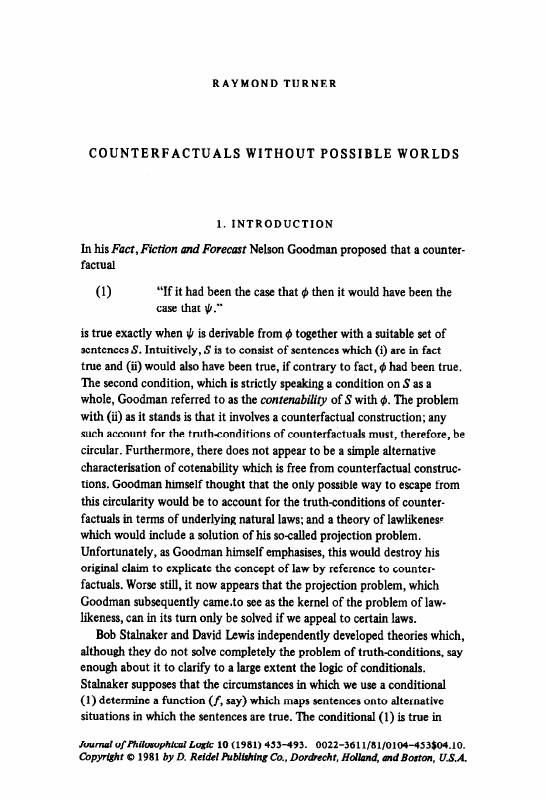 RAYMOND TURNER
COUNTERFACTUALS WITHOUT POSSIBLE WORLDS
1. INTRODUCTION
In his Fact, Fiction and Forecast Nelson Goodman proposed that a counter-
factual
(1) "If it had been the case that ϕ then it would have been the
case that ψ."
is true exactly when ψ is derivable from ϕ together with a suitable set of
sentences S. Intuitively, S is to consist of sentences which (i) are in fact
true and (ii) would also have been true, if contrary to fact, ϕ had been true.
The second condition, which is strictly speaking a condition on S as a
whole, Goodman referred to as the contenability of S with ϕ. The problem
with (ii) as it stands is that it involves a counterfactual construction; any
such account for the truth-conditions of counterfactuals must, therefore, be
circular. Furthermore, there does not appear to be a simple alternative
characterisation of cotenability which is free from counterfactual construc-
tions. Goodman himself thought that the only possible way to escape from
this circularity would be to account for the truth-conditions of counter-
factuals in terms of underlying natural laws; and a theory of lawlikeness
which would include a solution of his so-called projection problem.
Unfortunately, as Goodman himself emphasises, this would destroy his
original claim to explicate the concept of law by reference to counter-
factuals. Worse still, it now appears that the projection problem, which
Goodman subsequently came.to see as the kernel of the problem of law-
likeness, can in its turn only be solved if we appeal to certain laws.
Bob Stalnaker and David Lewis independently developed theories which,
although they do not solve completely the problem of truth-conditions, say
enough about it to clarify to a large extent the logic of conditionals.
Stalnaker supposes that the circumstances in which we use a conditional
(1) determine a function (f, say) which maps sentences onto alternative
situations in which the sentences are true. The conditional (1) is true in
Journal of Philosophical Logic 10 (1981) 453–493. 0022-3611/81/0104–453$04.10.
Copyright © 1981 by D. Reidel Publishing Co., Dordrecht, Holland, and Boston, U.S.A.